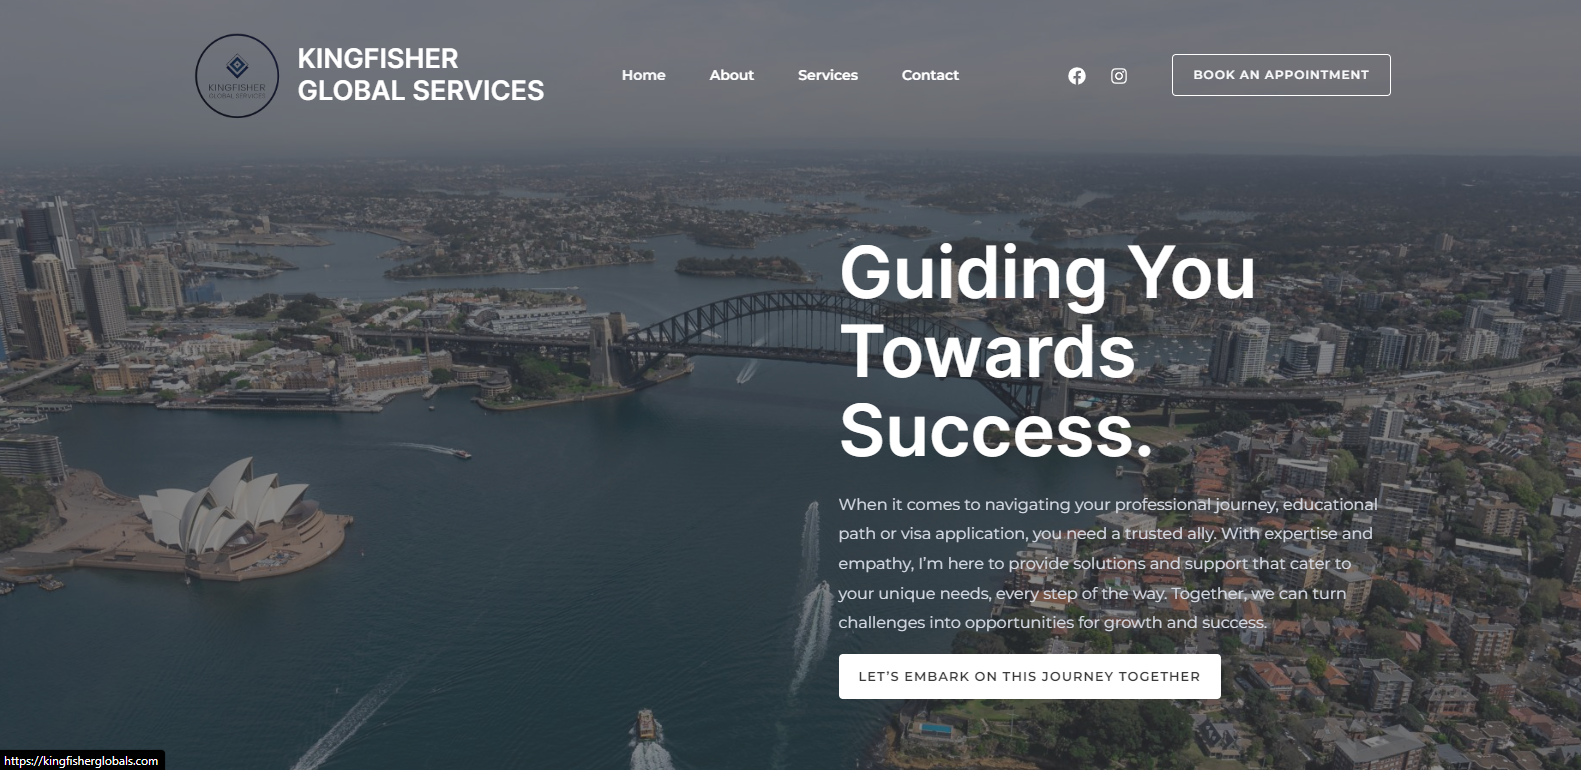 KINGFISHER
GLOBAL SERVICES
KINGFISHER
GLOBAL SERVICES
Home
About
Services
Contact
BOOK AN APPOINTMENT
Guiding You
Towards
Success.
When it comes to navigating your professional journey, educational
path or visa application, you need a trusted ally. With expertise and
empathy, I’m here to provide solutions and support that cater to
your unique needs, every step of the way. Together, we can turn
challenges into opportunities for growth and success.
LET’S EMBARK ON THIS JOURNEY TOGETHER
https://kingfisherglobals.com